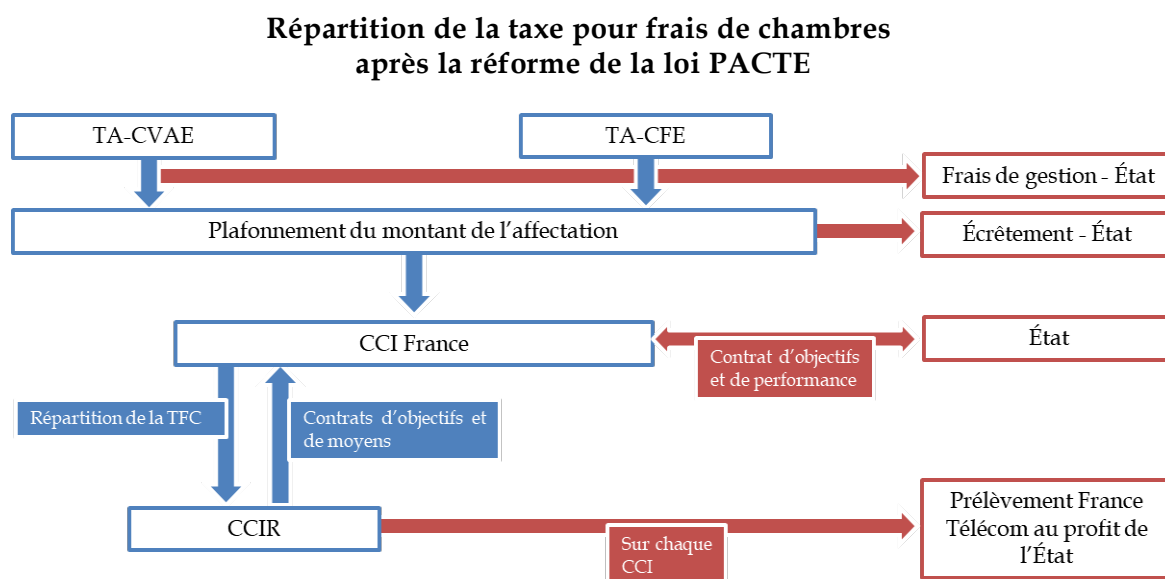 Répartition de la taxe pour frais de chambres
après la réforme de la loi PACTE
TA-CVAE
TA-CFE
Frais de gestion - État
Plafonnement du montant de l’affectation
Écrêtement - État
CCI France
Contrat d’objectifs
et de performance
État
Répartition de la TFC
Contrats d’objectifs et
de moyens
CCIR
Sur chaque
CCI
Prélèvement France
Télécom au profit de
l’État